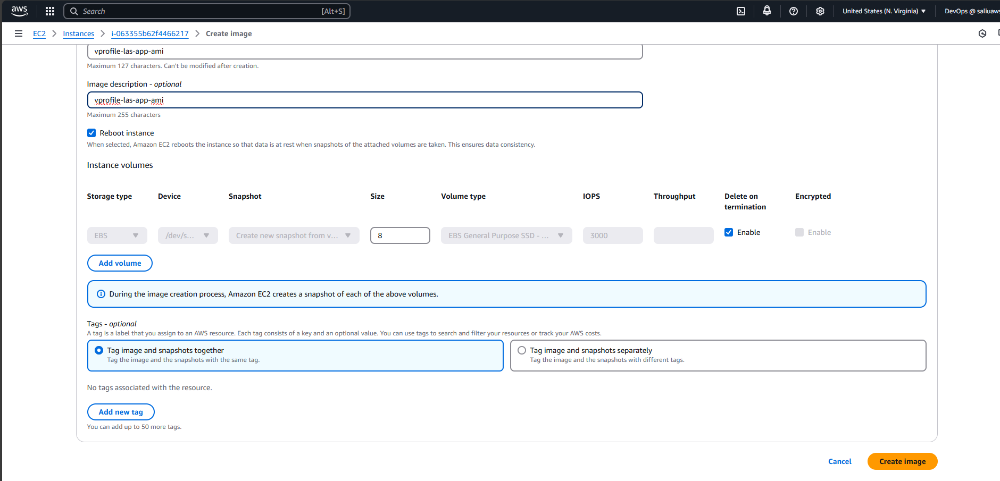 aws Search [Alt+S] United States (N. Virginia) DevOps @ saliuaws
EC2 Instances i-063355b62f4466217 Create image
vprofile-las-app-ami
Maximum 127 characters. Can't be modified after creation.
Image description - optional
vprofile-las-app-ami
Maximum 255 characters
Reboot instance
When selected, Amazon EC2 reboots the instance so that data is at rest when snapshots of the attached volumes are taken. This ensures data consistency.
Instance volumes
Storage type Device Snapshot Size Volume type IOPS Throughput Delete on termination Encrypted
EBS /dev/s... Create new snapshot from v... 8 EBS General Purpose SSD - ... 3000 Enable Enable
Add volume
During the image creation process, Amazon EC2 creates a snapshot of each of the above volumes.
Tags - optional
A tag is a label that you assign to an AWS resource. Each tag consists of a key and an optional value. You can use tags to search and filter your resources or track your AWS costs.
Tag image and snapshots together
Tag the image and the snapshots with the same tag.
Tag image and snapshots separately
Tag the image and the snapshots with different tags.
No tags associated with the resource.
Add new tag
You can add up to 50 more tags.
Cancel Create image